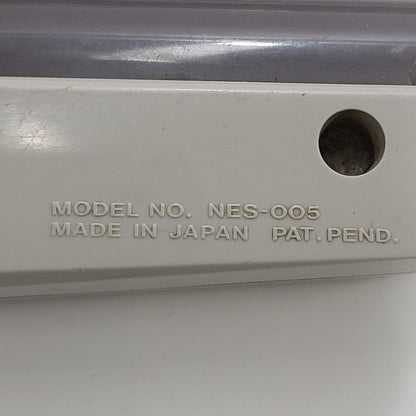 MODEL NO. NES-005
MADE IN JAPAN PAT. PEND.